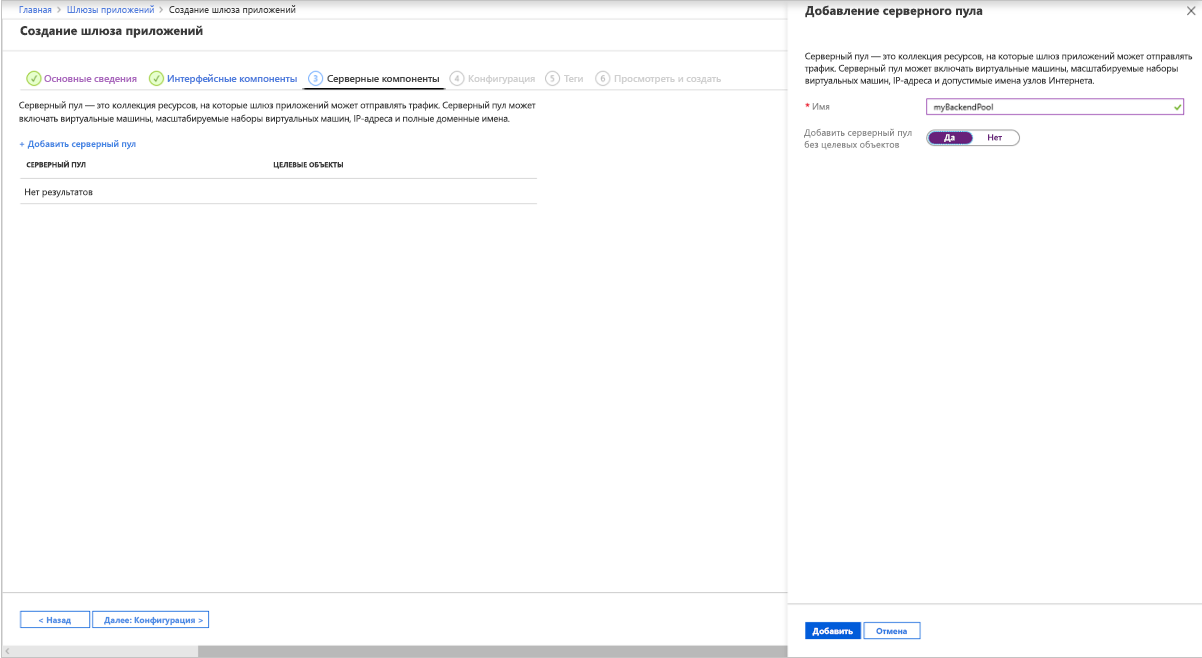 Главная > Шлюзы приложений > Создание шлюза приложений
Создание шлюза приложений
Основные сведения
Интерфейсные компоненты
3 Серверные компоненты
4 Конфигурация
5 Теги
6 Просмотреть и создать
Серверный пул — это коллекция ресурсов, на которые шлюз приложений может отправлять трафик. Серверный пул может
включать виртуальные машины, масштабируемые наборы виртуальных машин, IP-адреса и полные доменные имена.
+ Добавить серверный пул
СЕРВЕРНЫЙ ПУЛ
ЦЕЛЕВЫЕ ОБЪЕКТЫ
Нет результатов
< Назад
Далее: Конфигурация >
Добавление серверного пула
Серверный пул — это коллекция ресурсов, на которые шлюз приложений может отправлять
трафик. Серверный пул может включать виртуальные машины, масштабируемые наборы
виртуальных машин, IP-адреса и допустимые имена узлов Интернета.
* Имя
myBackendPool
Добавить серверный пул
без целевых объектов
Да
Нет
Добавить
Отмена